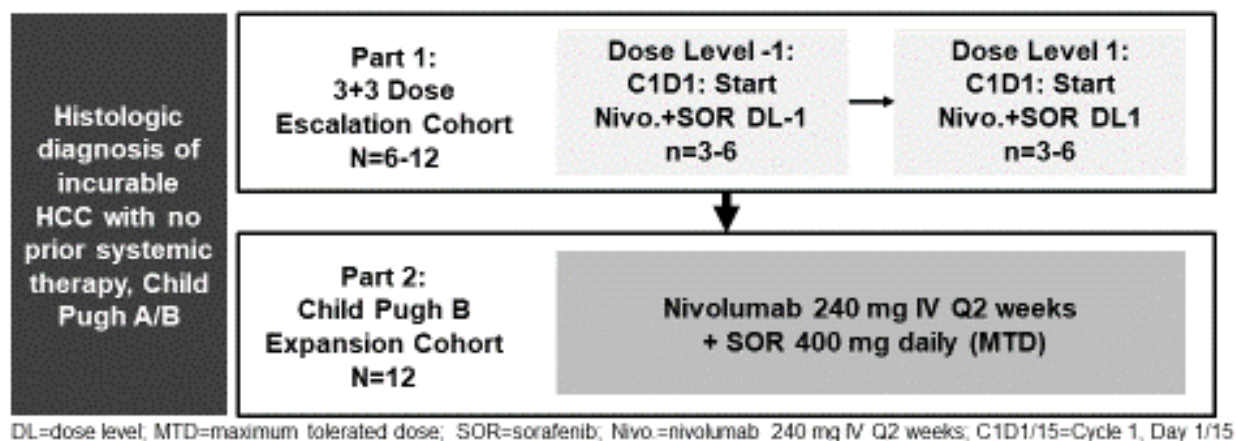 Histologic
diagnosis of
incurable
HCC with no
prior systemic
therapy, Child
Pugh A/B
Part 1:
3+3 Dose
Escalation Cohort
N=6-12
Dose Level -1:
C1D1: Start
Nivo.+SOR DL-1
n=3-6
Dose Level 1:
C1D1: Start
Nivo.+SOR DL1
n=3-6
Part 2:
Child Pugh B
Expansion Cohort
N=12
Nivolumab 240 mg IV Q2 weeks
+ SOR 400 mg daily (MTD)
DL=dose level; MTD=maximum tolerated dose; SOR=sorafenib; Nivo.=nivolumab 240 mg IV Q2 weeks; C1D1/15=Cycle 1, Day 1/15